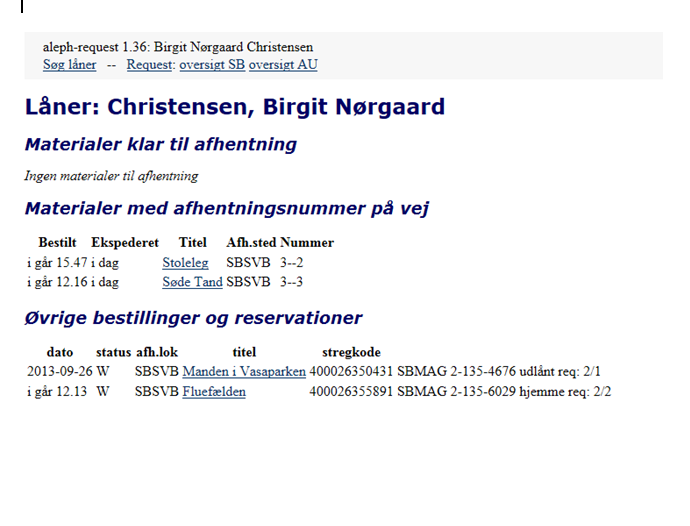 aleph-request 1.36: Birgit Nørgaard Christensen
Søg låner -- Request: oversigt SB oversigt AU
Låner: Christensen, Birgit Nørgaard
Materialer klar til afhentning
Ingen materialer til afhentning
Materialer med afhentningsnummer på vej
Bestilt Ekspederet Titel Afh.sted Nummer
i går 15.47 i dag Stoleleg SBSVB 3--2
i går 12.16 i dag Søde Tand SBSVB 3--3
Øvrige bestillinger og reservationer
dato status afh.lok titel stregkode
2013-09-26 W SBSVB Manden i Vasaparken 400026350431 SBMAG 2-135-4676 udlånt req: 2/1
i går 12.13 W SBSVB Fluefælden 400026355891 SBMAG 2-135-6029 hjemme req: 2/2